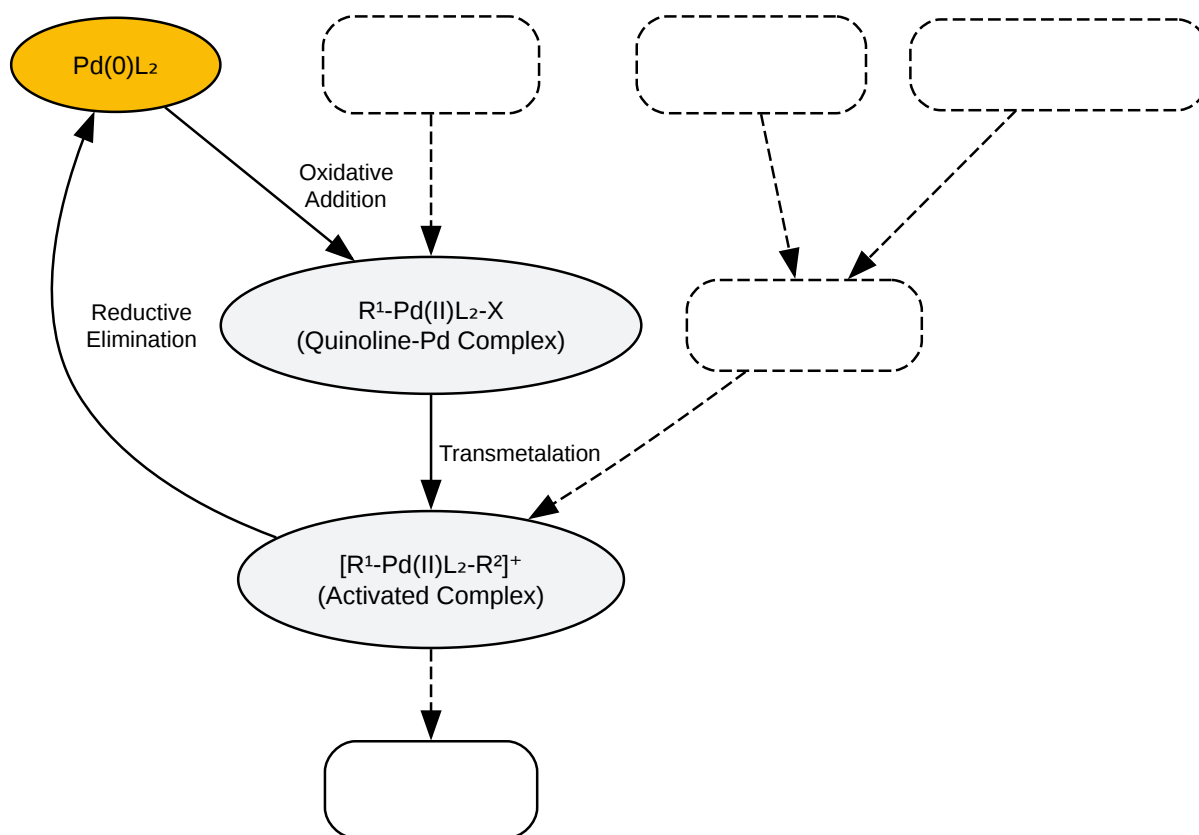 Pd(0)L₂
Oxidative
Addition
R¹-Pd(II)L₂-X
(Quinoline-Pd Complex)
Reductive
Elimination
Transmetalation
[R¹-Pd(II)L₂-R²]⁺
(Activated Complex)